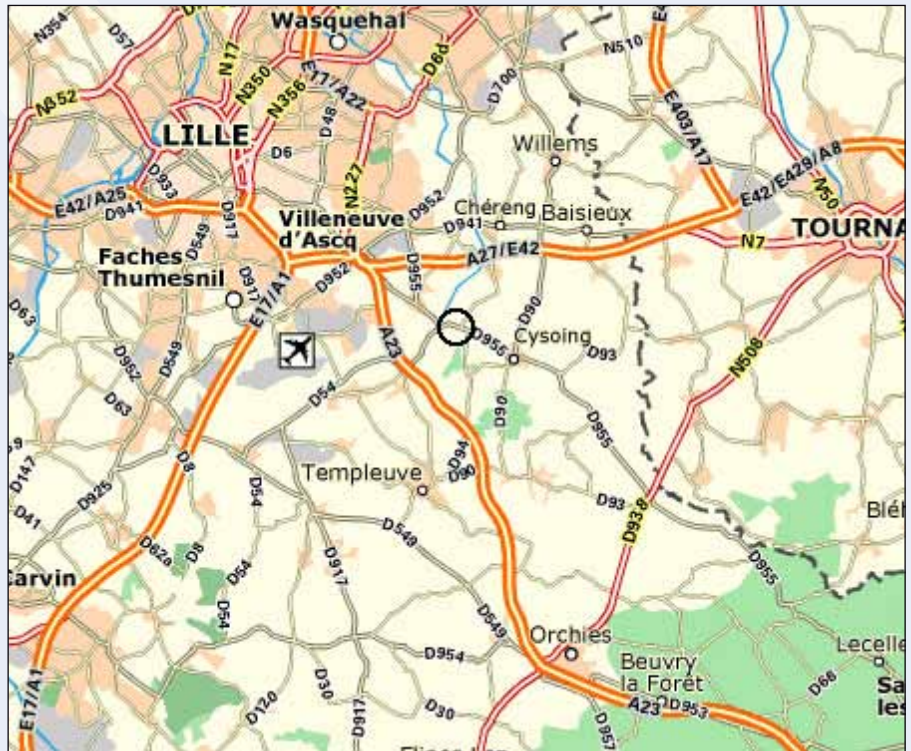 Wasquehal
N354
D57
N17
N350
N356
E17/A22
D6d
N510
D700
E403/A17
N352
LILLE
D48
D6
N227
Willems
E42/E429/A8
N50
E42/A25
D941
D933
D917
D549
Villeneuve
d'Ascq
D952
Chéreng
D941
Baisieux
TOURNA
N7
Faches
Thumesnil
D917
E17/A1
D952
D955
A27/E42
D90
D63
D952
D549
A23
D955
Cysoing
D93
N508
D54
D63
D90
D955
D147
D925
D8
D94
D90
Templeuve
D93
D938
D41
D54
D549
Blé
D62a
D8
D54
D917
D955
Carvin
D54
D549
Orchies
D954
Beuvry
la Forêt
Lecelle
D68
Sa
les
E17/A1
D120
D30
D917
D30
A23
D953
D957